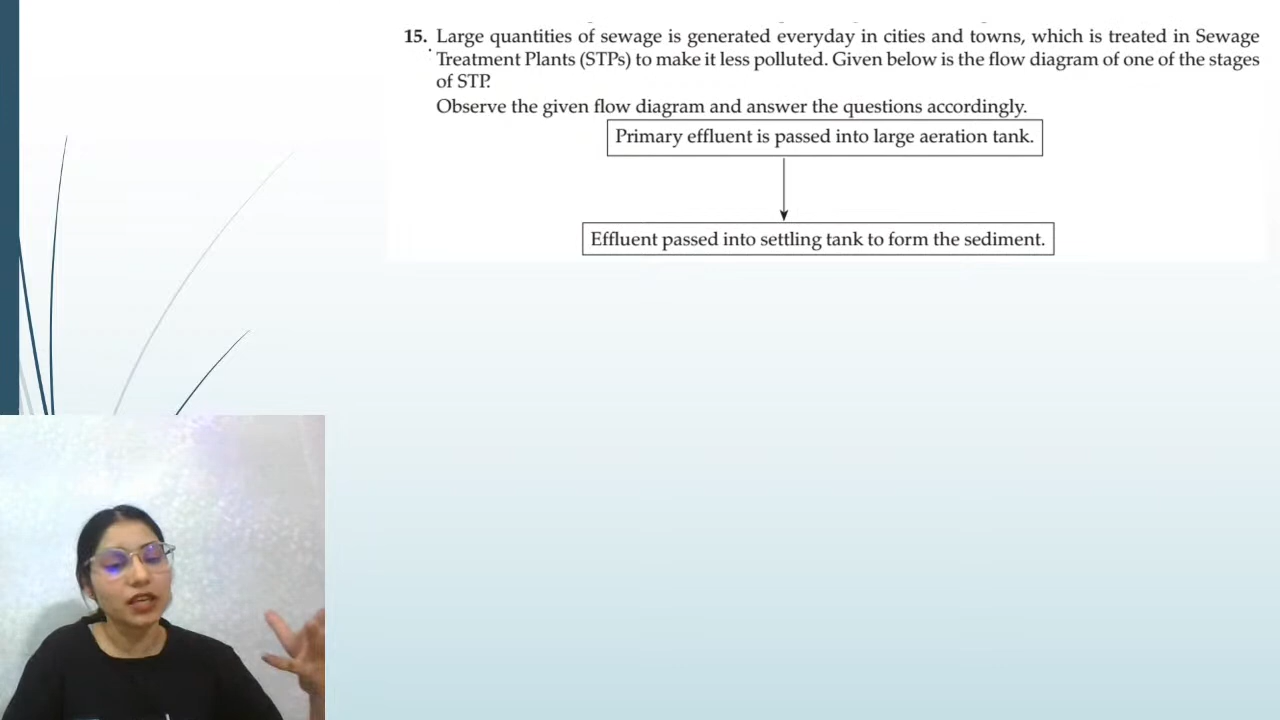 15. Large quantities of sewage is generated everyday in cities and towns, which is treated in Sewage
Treatment Plants (STPs) to make it less polluted. Given below is the flow diagram of one of the stages
of STP.
Observe the given flow diagram and answer the questions accordingly.
Primary effluent is passed into large aeration tank.
Effluent passed into settling tank to form the sediment.